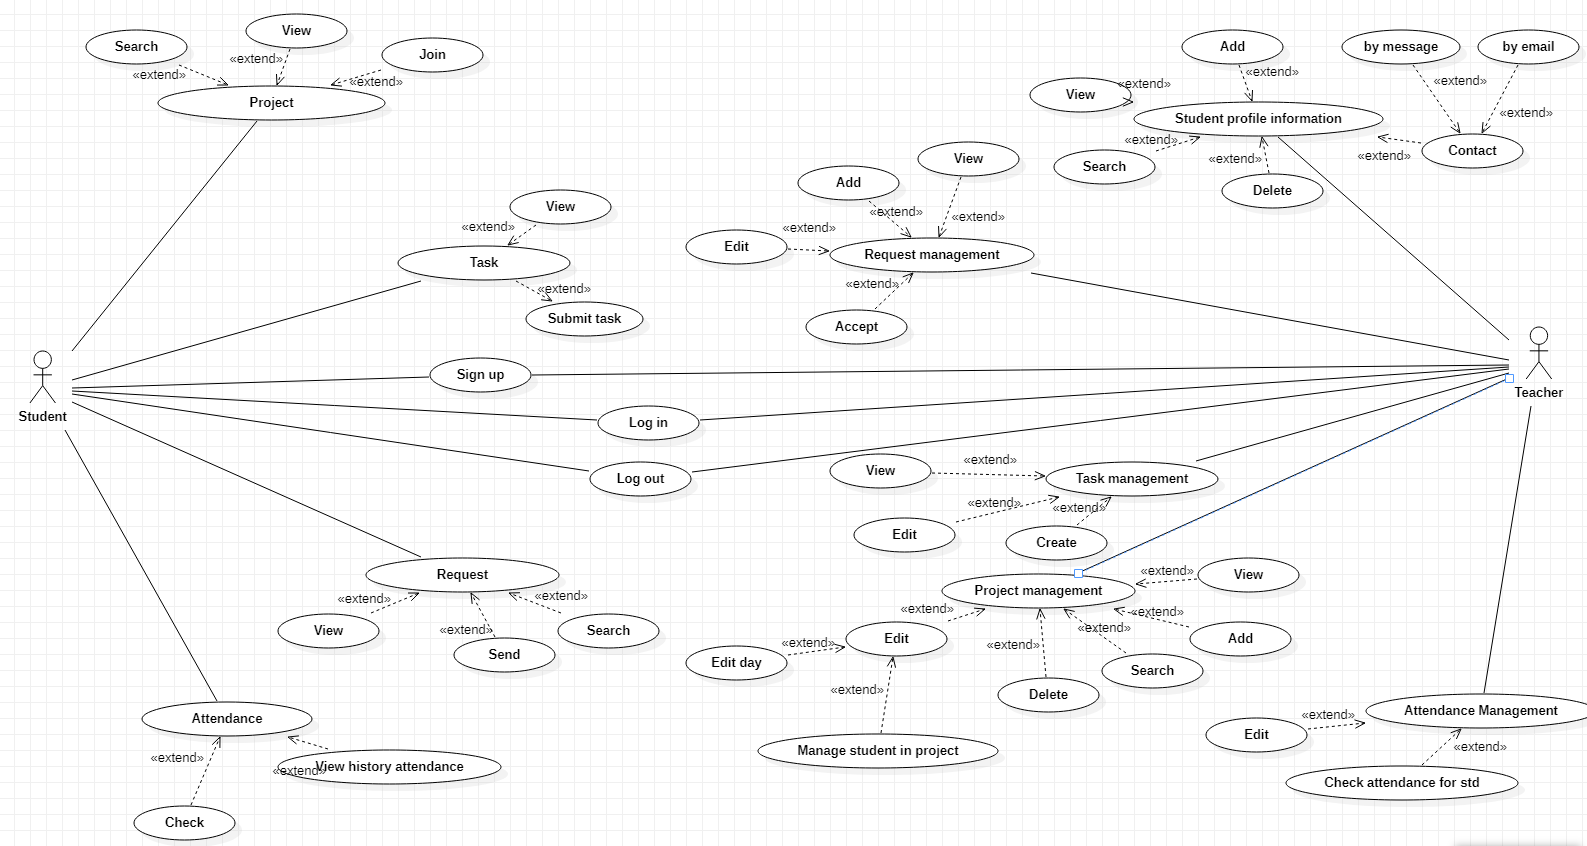 View
Add
by message
by email
Search
Join
«extend»
«extend»
«extend»
«extend»
«extend»
«extend»
View
«extend»
Project
«extend»
Student profile information
«extend»
Contact
«extend»
View
«extend»
Search
Add
Delete
View
«extend»
«extend»
«extend»
«extend»
Edit
Request management
Task
«extend»
«extend»
Submit task
Accept
Sign up
Student
Teacher
Log in
«extend»
View
Log out
Task management
«extend»
«extend»
Edit
Create
Request
«extend»
View
Project management
«extend»
«extend»
«extend»
«extend»
View
«extend»
Search
«extend»
Edit
Add
«extend»
«extend»
Send
Edit day
Search
«extend»
Delete
Attendance
Attendance Management
«extend»
Edit
«extend»
Manage student in project
«extend»
«extend»
View history attendance
Check attendance for std
Check